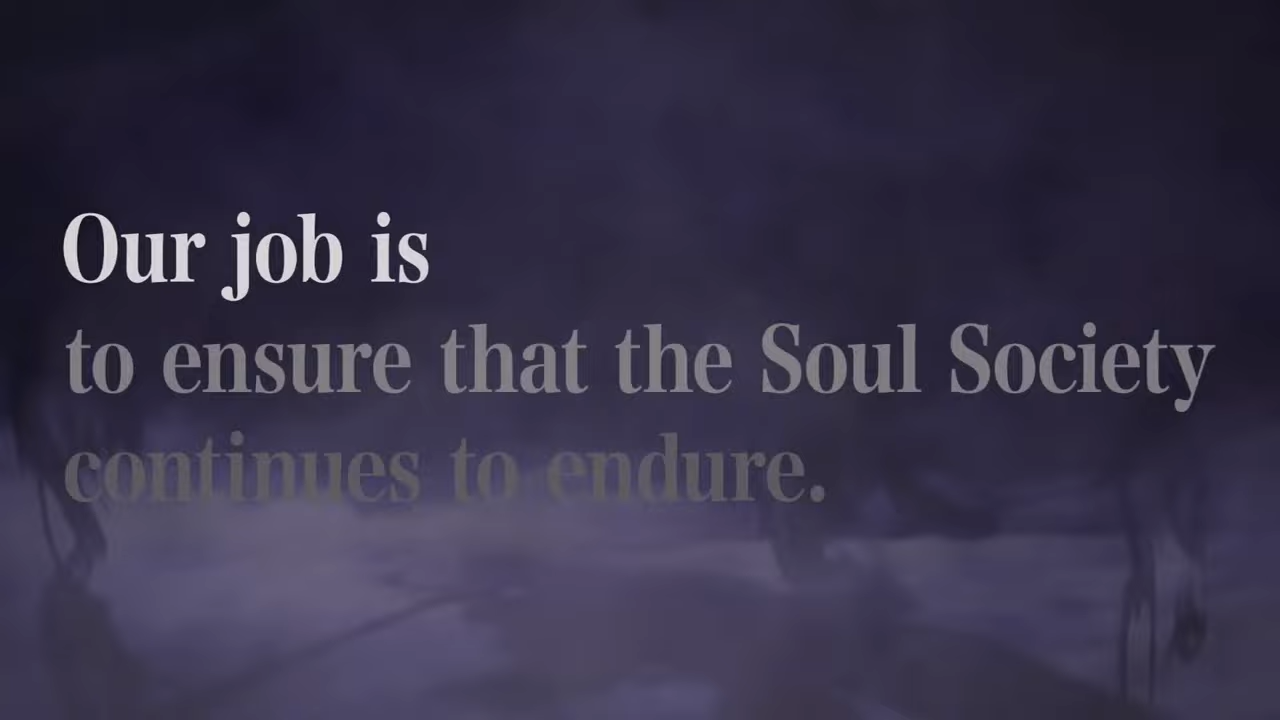 Our job is
to ensure that the Soul Society
continues to endure.